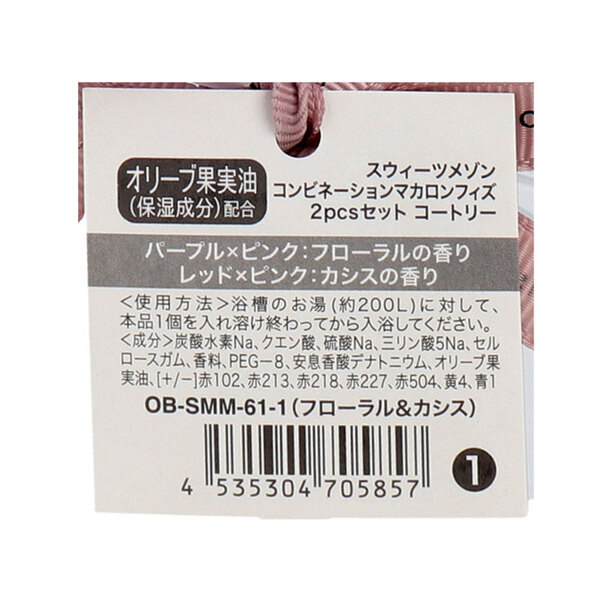 オリーブ果実油
(保湿成分)配合
スウィーツメゾン
コンビネーションマカロンフィズ
2pcsセット コートリー
パープル×ピンク:フローラルの香り
レッド×ピンク:カシスの香り
<使用方法>浴槽のお湯(約200L)に対して、
本品1個を入れ溶け終わってから入浴してください。
<成分>炭酸水素Na、クエン酸、硫酸Na、三リン酸5Na、セル
ロースガム、香料、PEG-8、安息香酸デナトニウム、オリーブ果
実油、[+/-]赤102、赤213、赤218、赤227、赤504、黄4、青1
OB-SMM-61-1(フローラル&カシス)
4 535304 705857
1